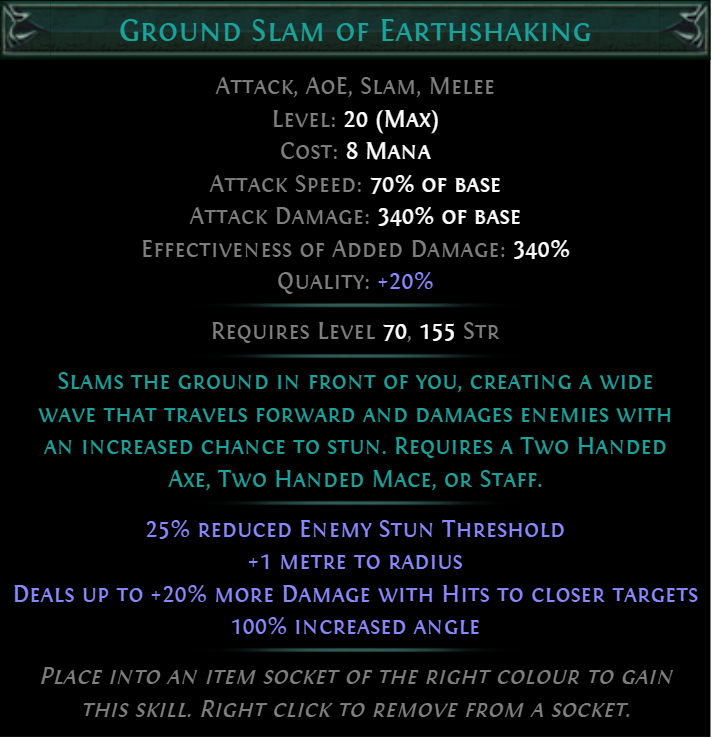 Ground Slam of Earthshaking
Attack, AoE, Slam, Melee
Level: 20 (Max)
Cost: 8 Mana
Attack Speed: 70% of base
Attack Damage: 340% of base
Effectiveness of Added Damage: 340%
Quality: +20%
Requires Level 70, 155 Str
Slams the ground in front of you, creating a wide
wave that travels forward and damages enemies with
an increased chance to stun. Requires a Two Handed
Axe, Two Handed Mace, or Staff.
25% reduced Enemy Stun Threshold
+1 metre to radius
Deals up to +20% more Damage with Hits to closer targets
100% increased angle
Place into an item socket of the right colour to gain
this skill. Right click to remove from a socket.